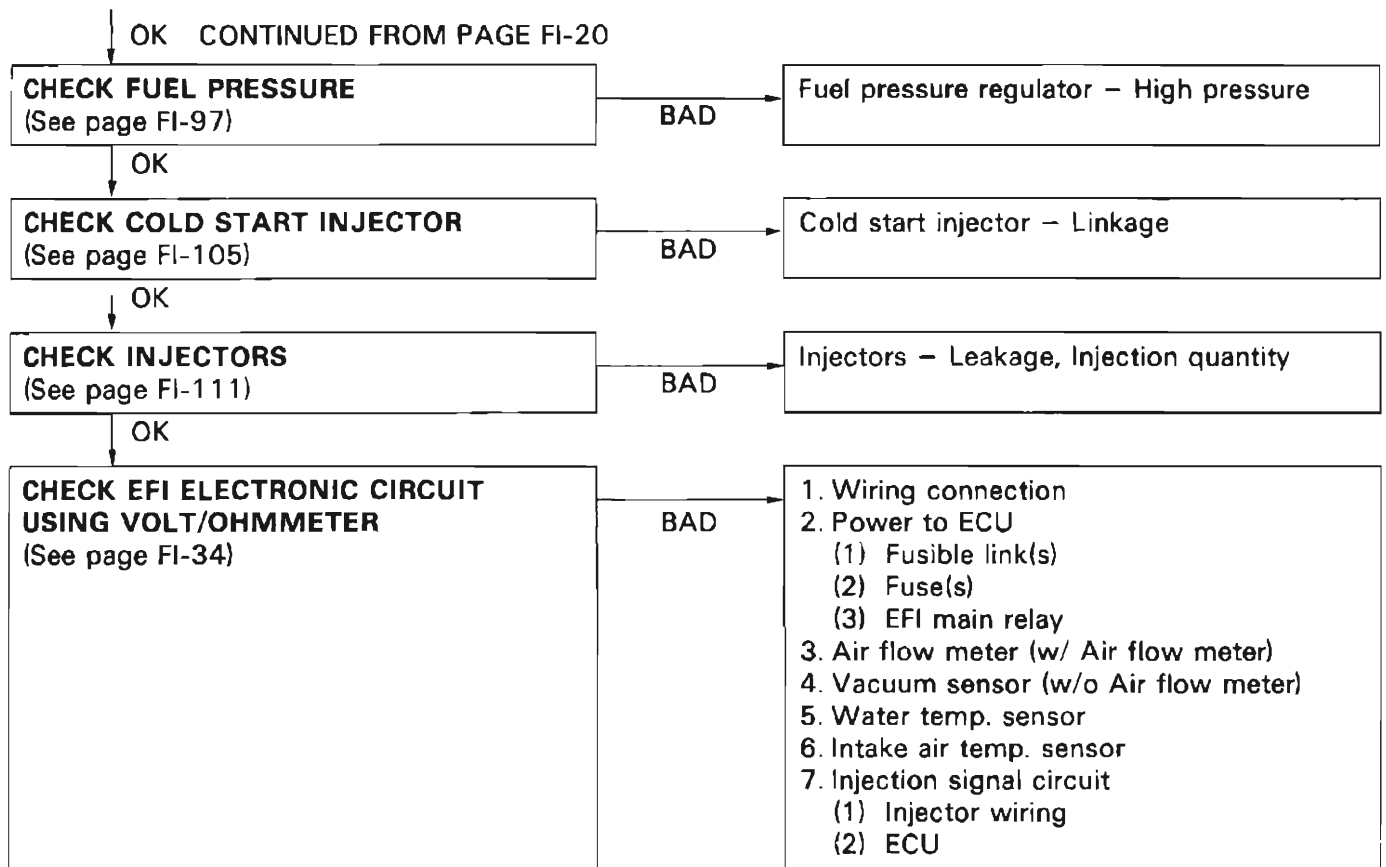 OK CONTINUED FROM PAGE FI-20
CHECK FUEL PRESSURE
(See page FI-97)
BAD
Fuel pressure regulator – High pressure
OK
CHECK COLD START INJECTOR
(See page FI-105)
BAD
Cold start injector – Linkage
OK
CHECK INJECTORS
(See page FI-111)
BAD
Injectors – Leakage, Injection quantity
OK
CHECK EFI ELECTRONIC CIRCUIT
USING VOLT/OHMMETER
(See page FI-34)
BAD
1. Wiring connection
2. Power to ECU
(1) Fusible link(s)
(2) Fuse(s)
(3) EFI main relay
3. Air flow meter (w/ Air flow meter)
4. Vacuum sensor (w/o Air flow meter)
5. Water temp. sensor
6. Intake air temp. sensor
7. Injection signal circuit
(1) Injector wiring
(2) ECU